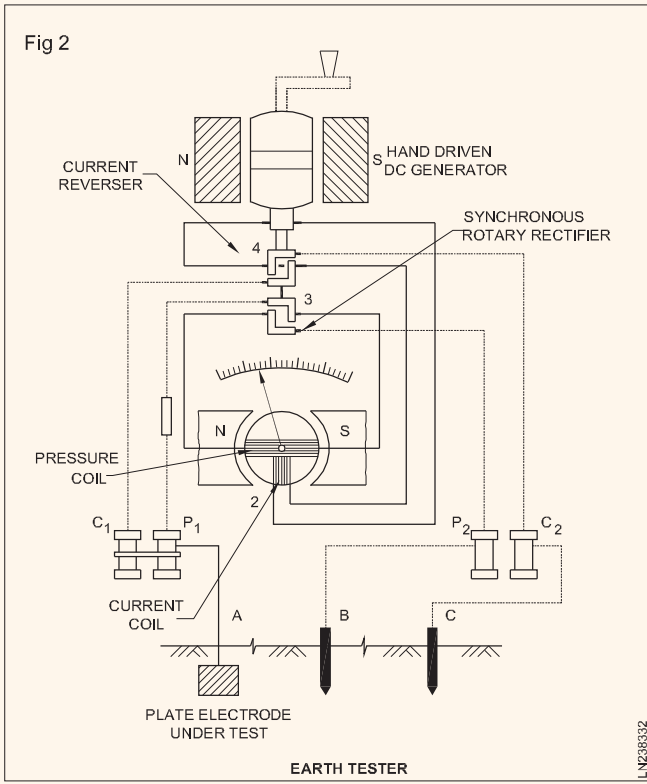 Fig 2
N
S
HAND DRIVEN
DC GENERATOR
CURRENT
REVERSER
SYNCHRONOUS
ROTARY RECTIFIER
4
3
N
S
PRESSURE
COIL
2
C1
P1
P2
C2
CURRENT
COIL
A
B
C
PLATE ELECTRODE
UNDER TEST
EARTH TESTER
LN238332